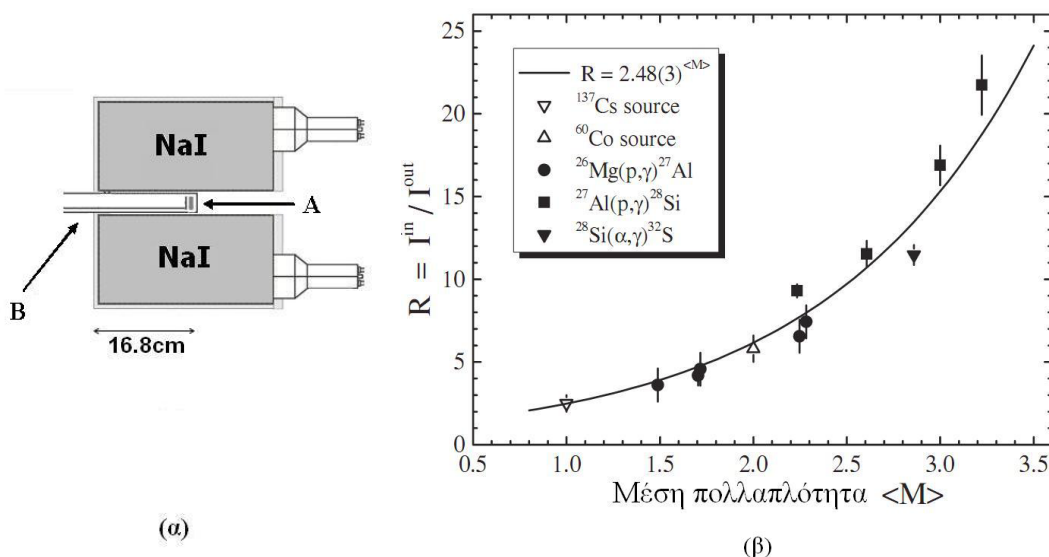 NaI
A
NaI
B
16.8cm
(α)
R = I^in / I^out
25
20
15
10
5
0
R = 2.48(3)^<M>
^137Cs source
^60Co source
^26Mg(p,γ)^27Al
^27Al(p,γ)^28Si
^28Si(α,γ)^32S
0.5 1.0 1.5 2.0 2.5 3.0 3.5
Μέση πολλαπλότητα <M>
(β)